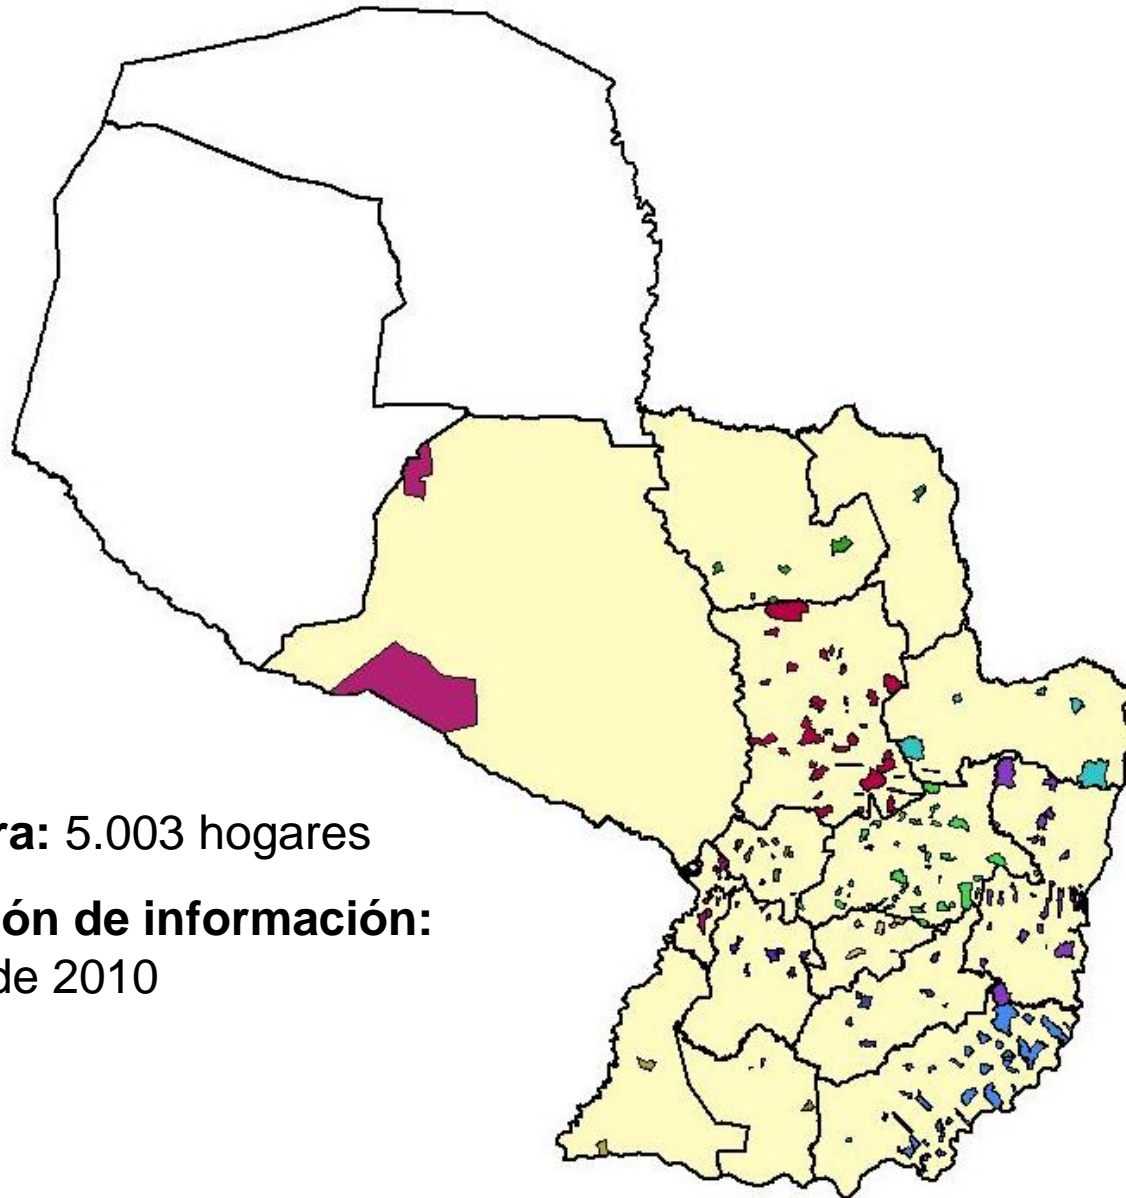 ra: 5.003 hogares
ón de información:
de 2010